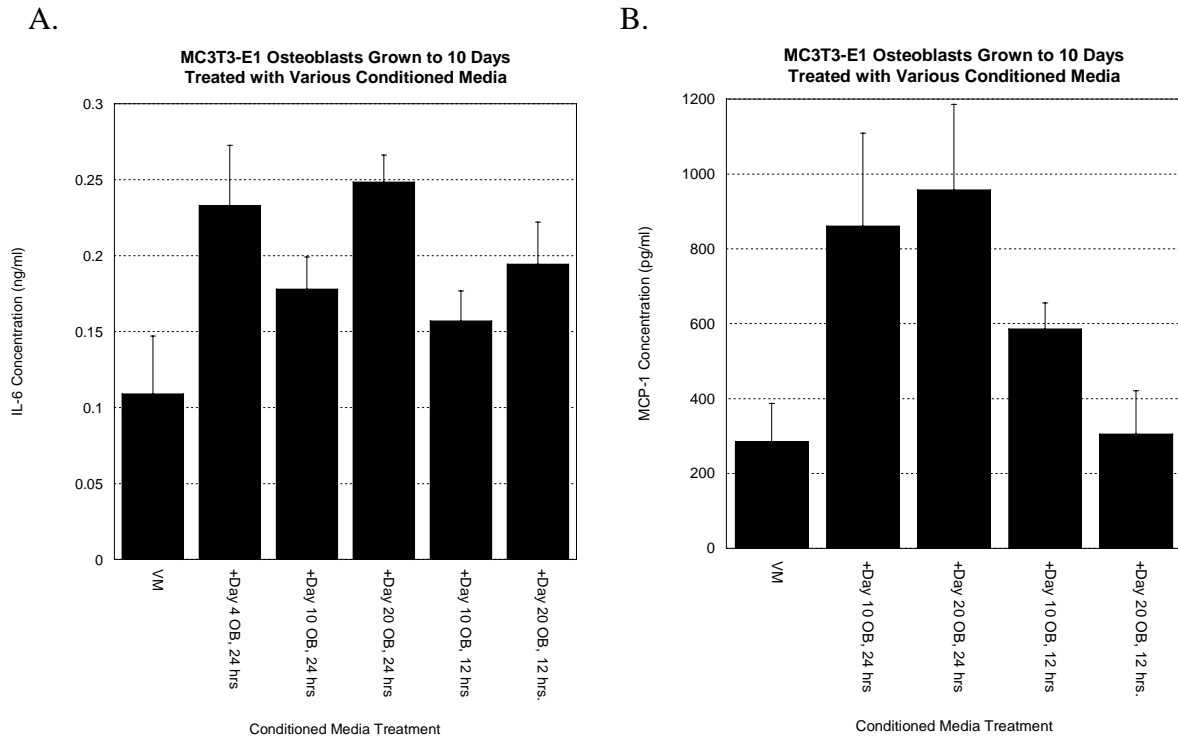 A.
MC3T3-E1 Osteoblasts Grown to 10 Days
Treated with Various Conditioned Media
0.3
0.25
0.2
0.15
0.1
0.05
0
IL-6 Concentration (ng/ml)
VM
+Day 4 OB, 24 hrs
+Day 10 OB, 24 hrs
+Day 20 OB, 24 hrs
+Day 10 OB, 12 hrs
+Day 20 OB, 12 hrs.
Conditioned Media Treatment
B.
MC3T3-E1 Osteoblasts Grown to 10 Days
Treated with Various Conditioned Media
1200
1000
800
600
400
200
0
MCP-1 Concentration (pg/ml)
VM
+Day 10 OB, 24 hrs
+Day 20 OB, 24 hrs
+Day 10 OB, 12 hrs
+Day 20 OB, 12 hrs.
Conditioned Media Treatment